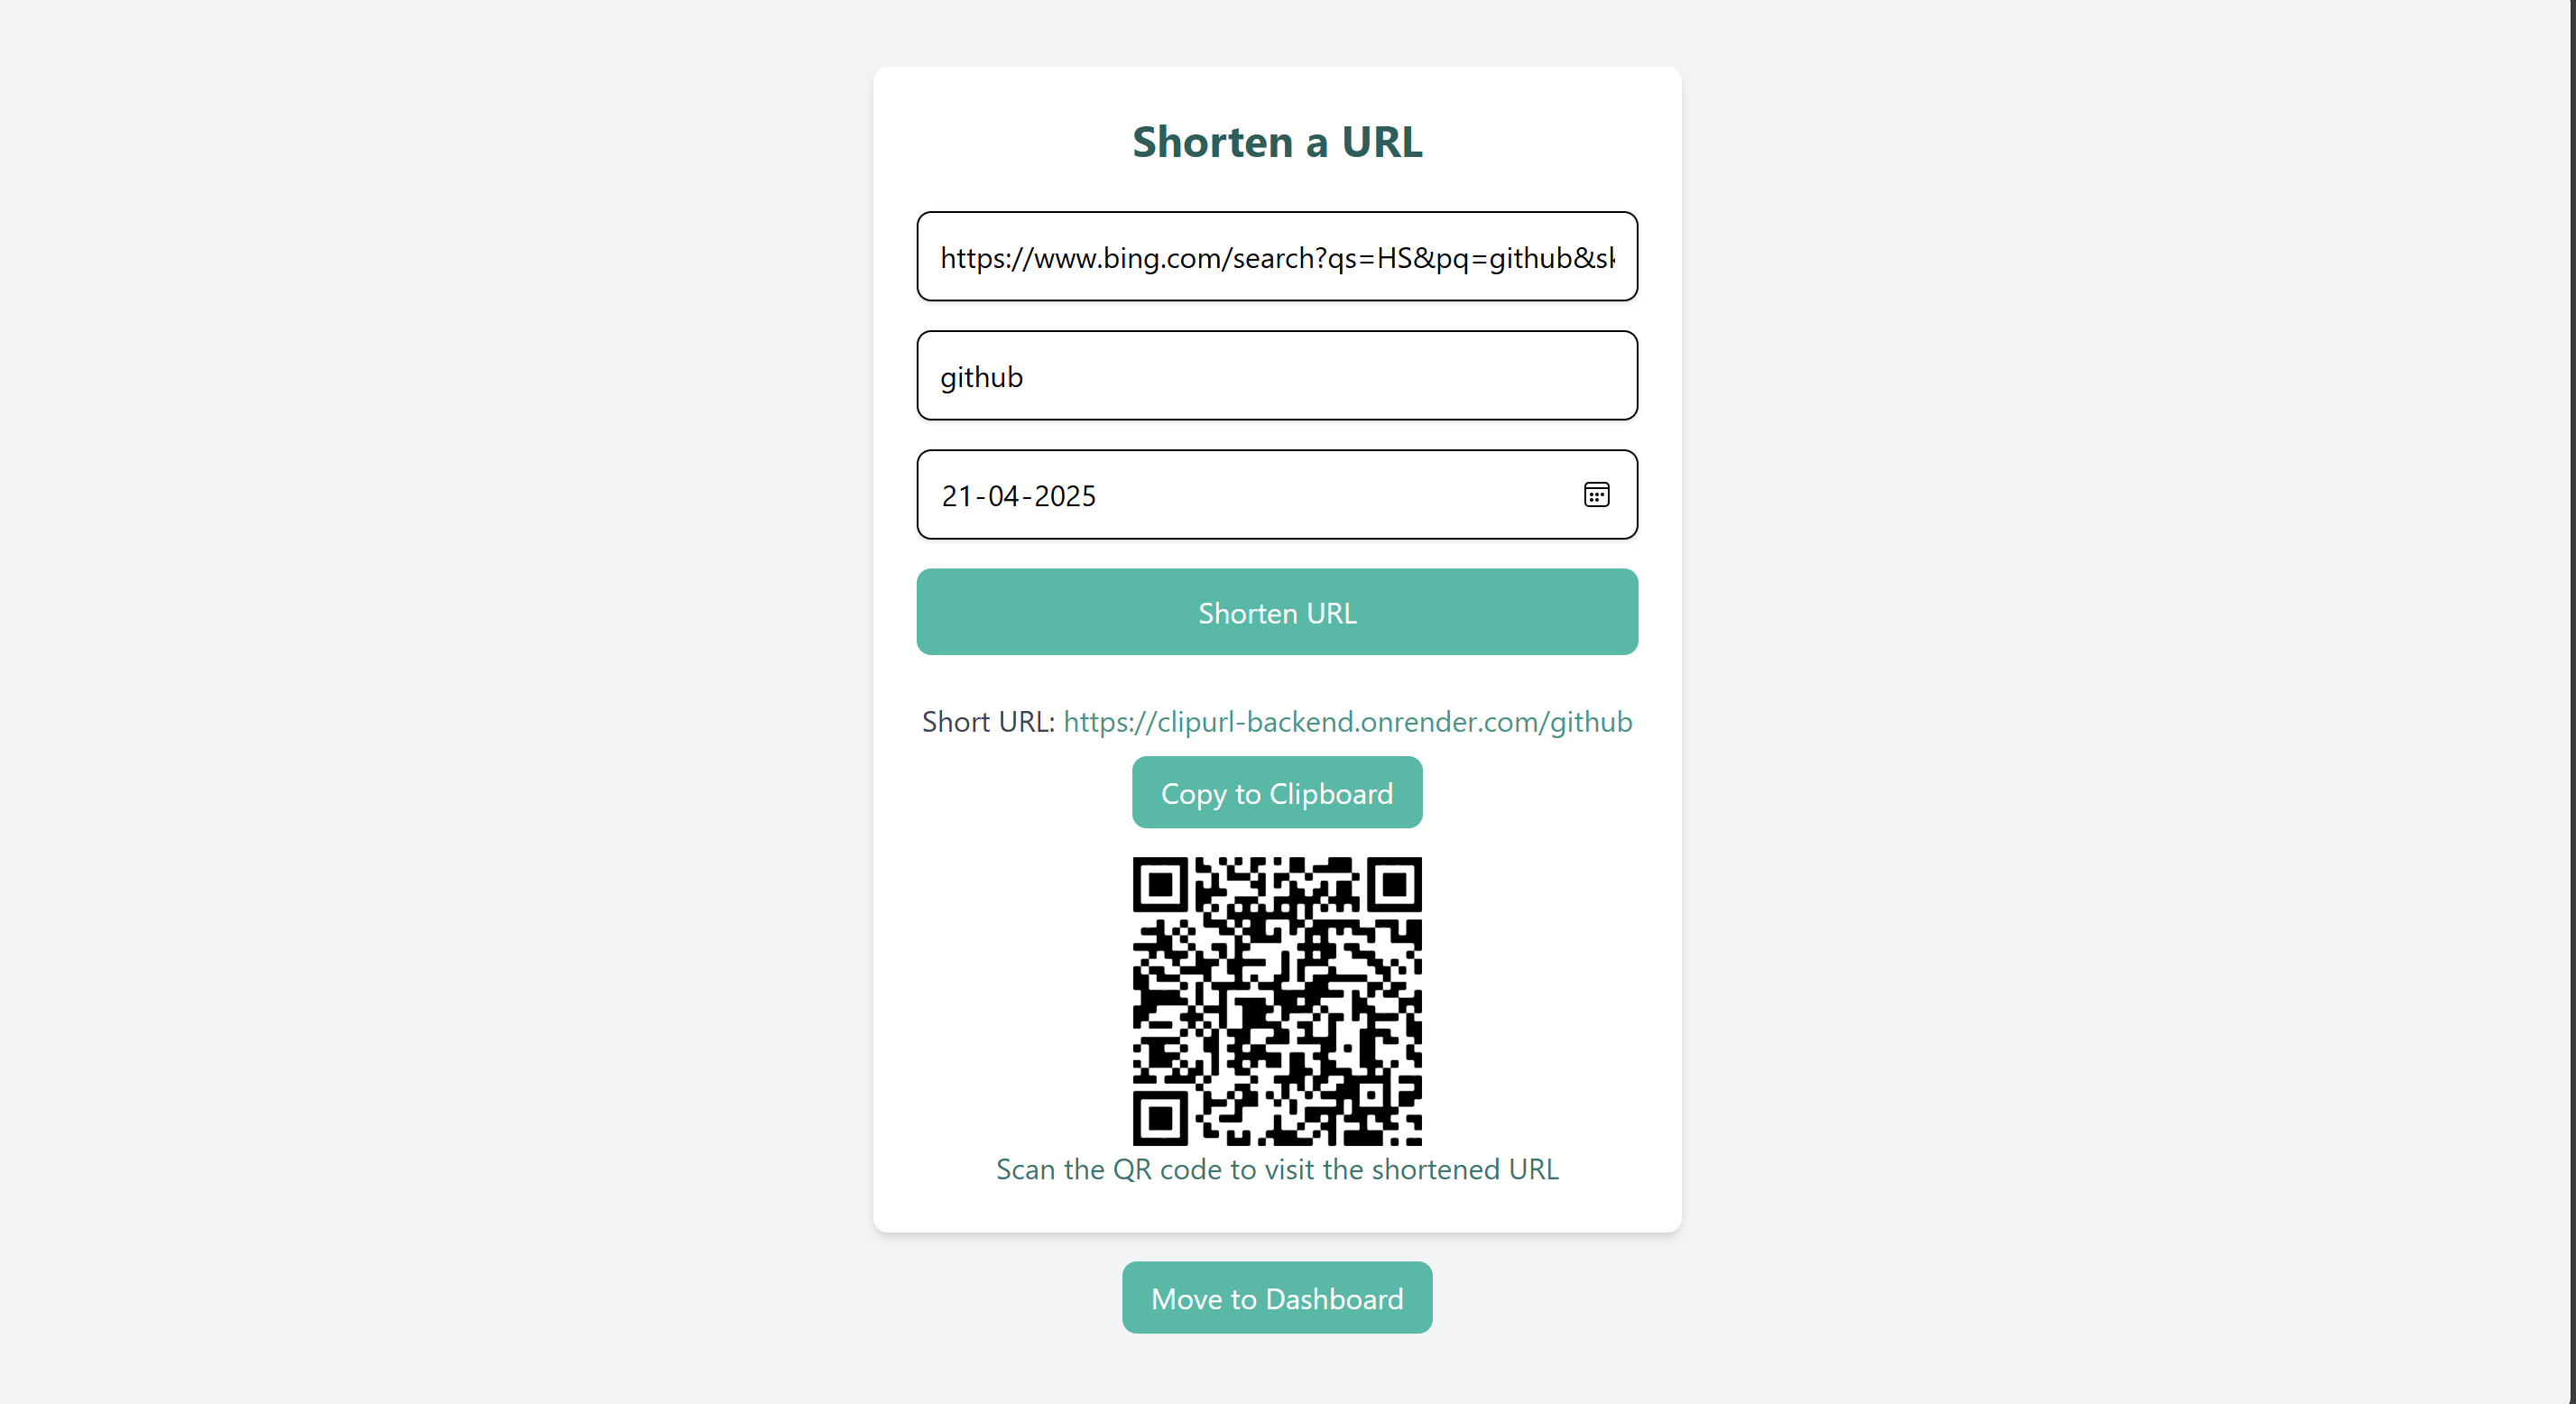 Shorten a URL
https://www.bing.com/search?qs=HS&pq=github&sk
github
21-04-2025
Shorten URL
Short URL: https://clipurl-backend.onrender.com/github
Copy to Clipboard
Scan the QR code to visit the shortened URL
Move to Dashboard